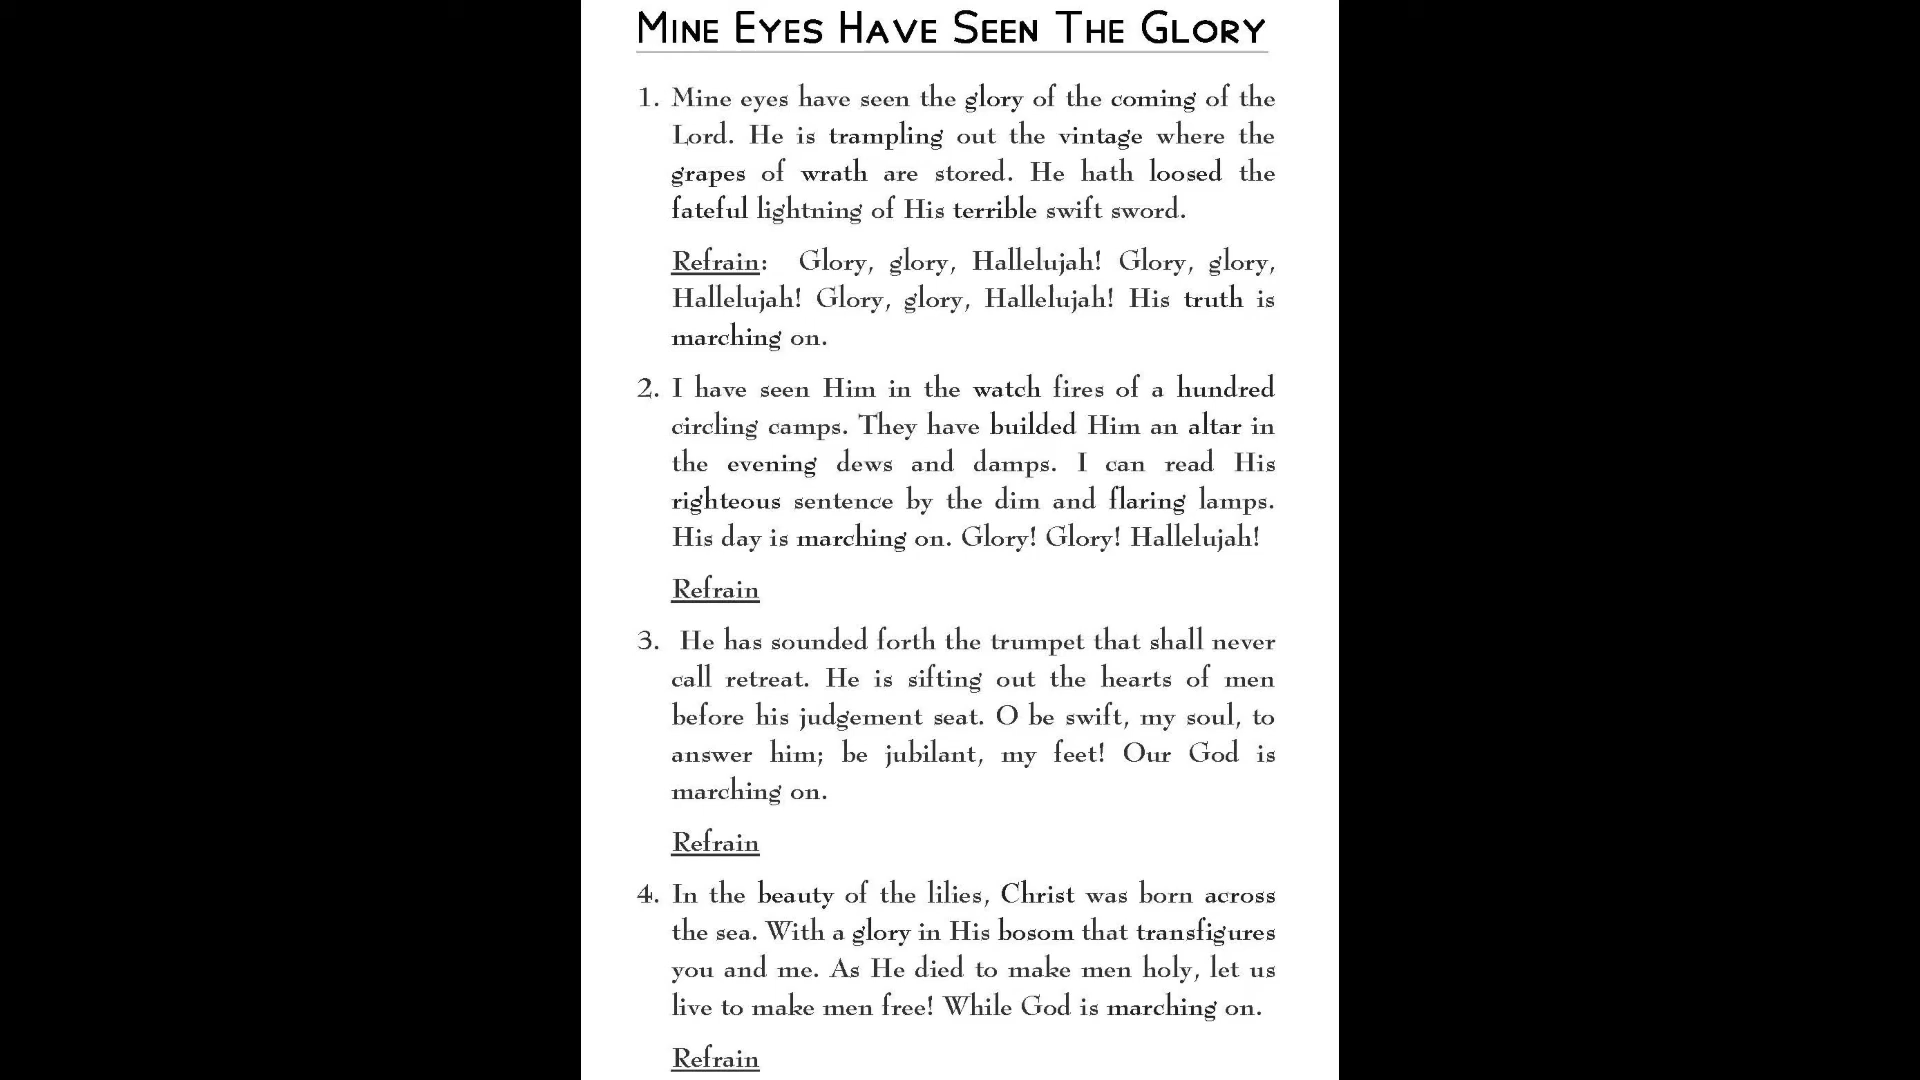 Mine Eyes Have Seen The Glory
1. Mine eyes have seen the glory of the coming of the
Lord. He is trampling out the vintage where the
grapes of wrath are stored. He hath loosed the
fateful lightning of His terrible swift sword.
Refrain: Glory, glory, Hallelujah! Glory, glory,
Hallelujah! Glory, glory, Hallelujah! His truth is
marching on.
2. I have seen Him in the watch fires of a hundred
circling camps. They have builded Him an altar in
the evening dews and damps. I can read His
righteous sentence by the dim and flaring lamps.
His day is marching on. Glory! Glory! Hallelujah!
Refrain
3. He has sounded forth the trumpet that shall never
call retreat. He is sifting out the hearts of men
before his judgement seat. O be swift, my soul, to
answer him; be jubilant, my feet! Our God is
marching on.
Refrain
4. In the beauty of the lilies, Christ was born across
the sea. With a glory in His bosom that transfigures
you and me. As He died to make men holy, let us
live to make men free! While God is marching on.
Refrain